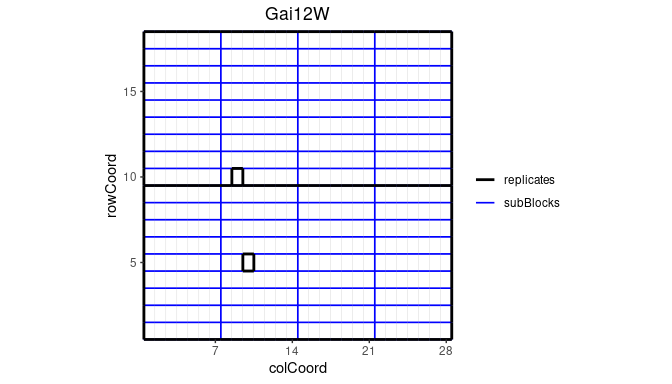 Gai12W
15
10
5
rowCoord
7 14 21 28
colCoord
replicates
subBlocks